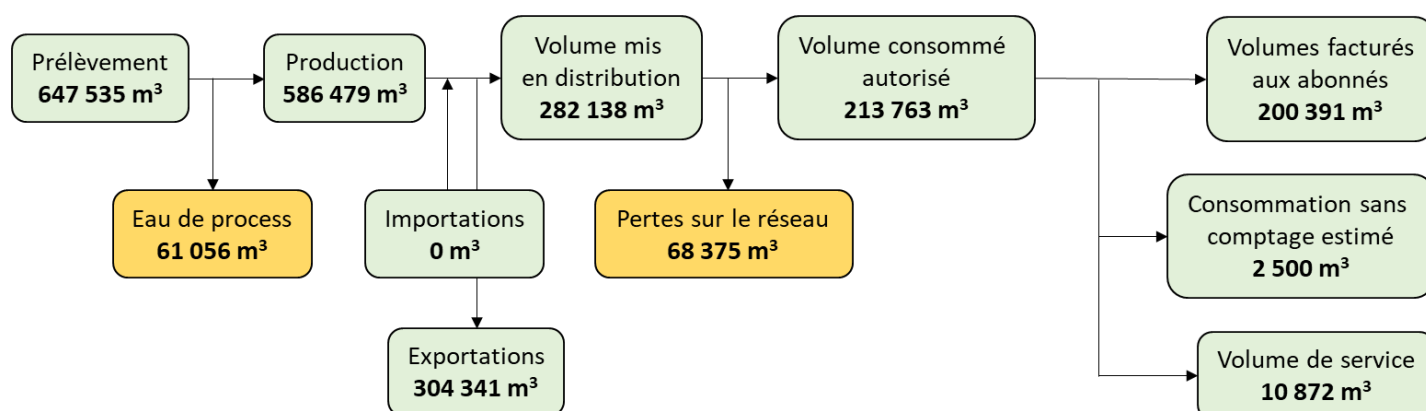 Prélèvement
647 535 m³
Production
586 479 m³
Volume mis
en distribution
282 138 m³
Volume consommé
autorisé
213 763 m³
Volumes facturés
aux abonnés
200 391 m³
Eau de process
61 056 m³
Importations
0 m³
Pertes sur le réseau
68 375 m³
Consommation sans
comptage estimé
2 500 m³
Exportations
304 341 m³
Volume de service
10 872 m³